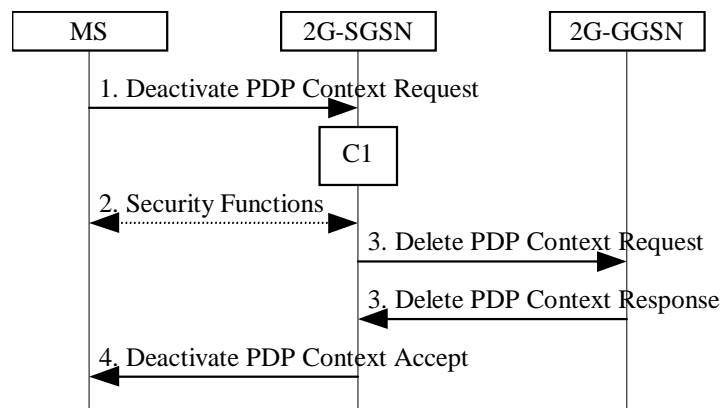 MS
2G-SGSN
2G-GGSN
1. Deactivate PDP Context Request
C1
2. Security Functions
3. Delete PDP Context Request
3. Delete PDP Context Response
4. Deactivate PDP Context Accept